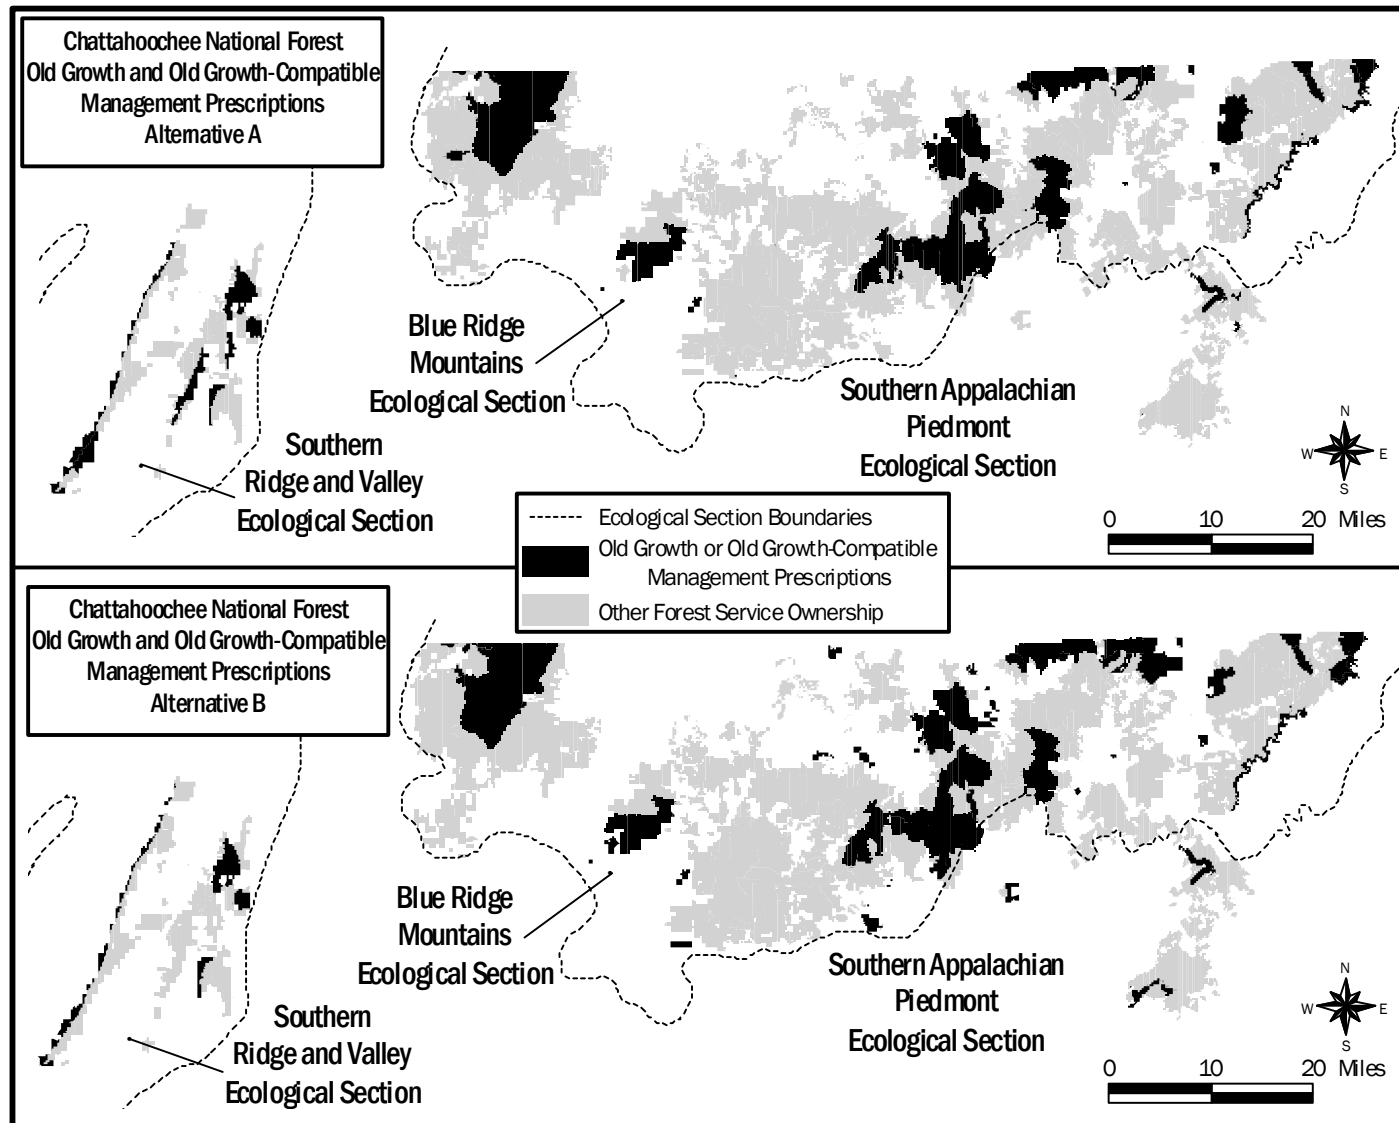 Chattahoochee National Forest
Old Growth and Old Growth-Compatible
Management Prescriptions
Alternative A
Blue Ridge
Mountains
Ecological Section
Southern Appalachian
Piedmont
Ecological Section
Southern
Ridge and Valley
Ecological Section
N
W E
S
0 10 20 Miles
Ecological Section Boundaries
Old Growth or Old Growth-Compatible
Management Prescriptions
Other Forest Service Ownership
Chattahoochee National Forest
Old Growth and Old Growth-Compatible
Management Prescriptions
Alternative B
Blue Ridge
Mountains
Ecological Section
Southern Appalachian
Piedmont
Ecological Section
Southern
Ridge and Valley
Ecological Section
N
W E
S
0 10 20 Miles